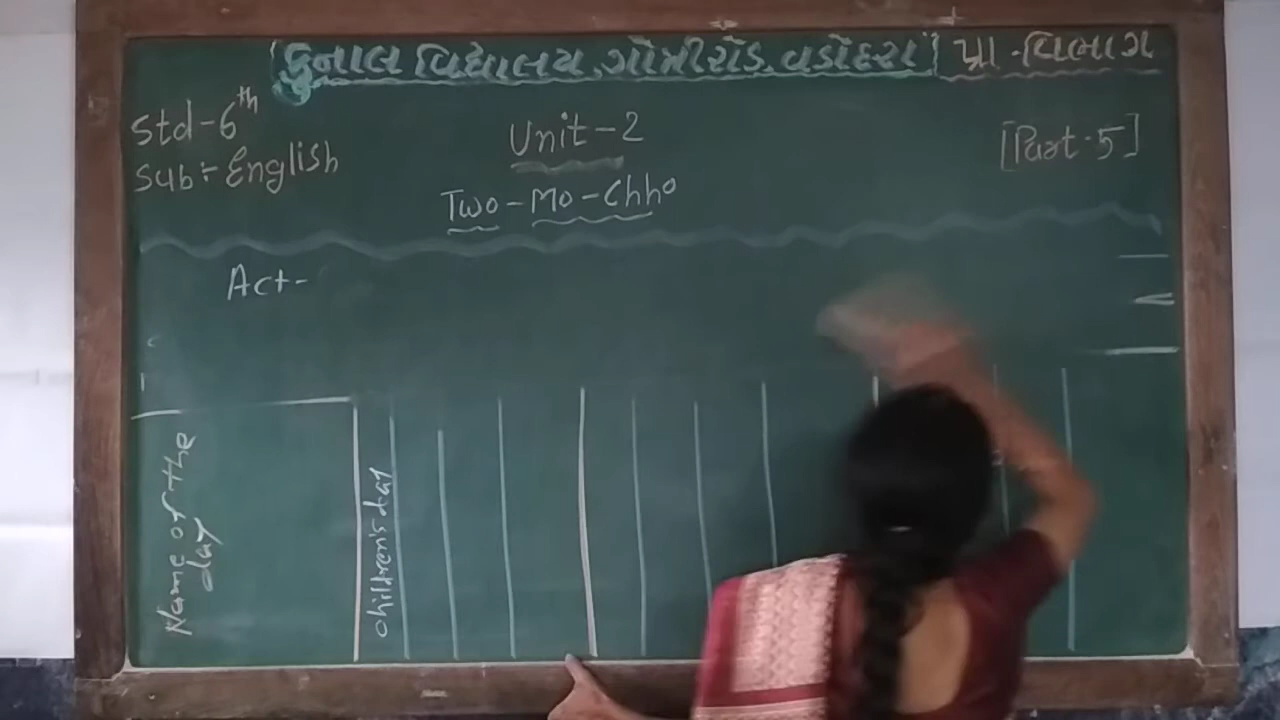 કુનાલ વિદ્યાલય, ગોત્રીરોડ, વડોદરા પ્રા.વિભાગ
Std-6th
Sub:- English
Unit-2
Two-Mo-Chho
[Part-5]
Act-
Name of the
day
children's day